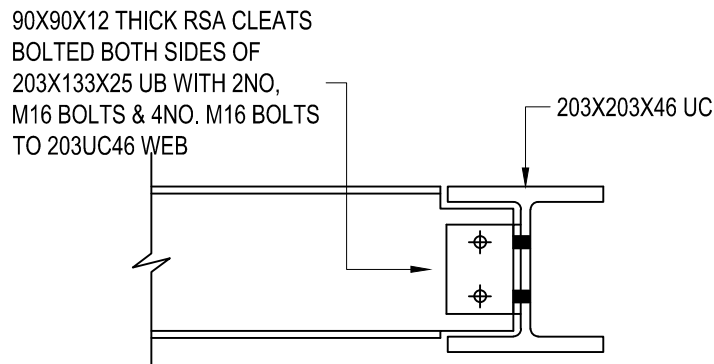 90X90X12 THICK RSA CLEATS
BOLTED BOTH SIDES OF
203X133X25 UB WITH 2NO,
M16 BOLTS & 4NO. M16 BOLTS
TO 203UC46 WEB
203X203X46 UC